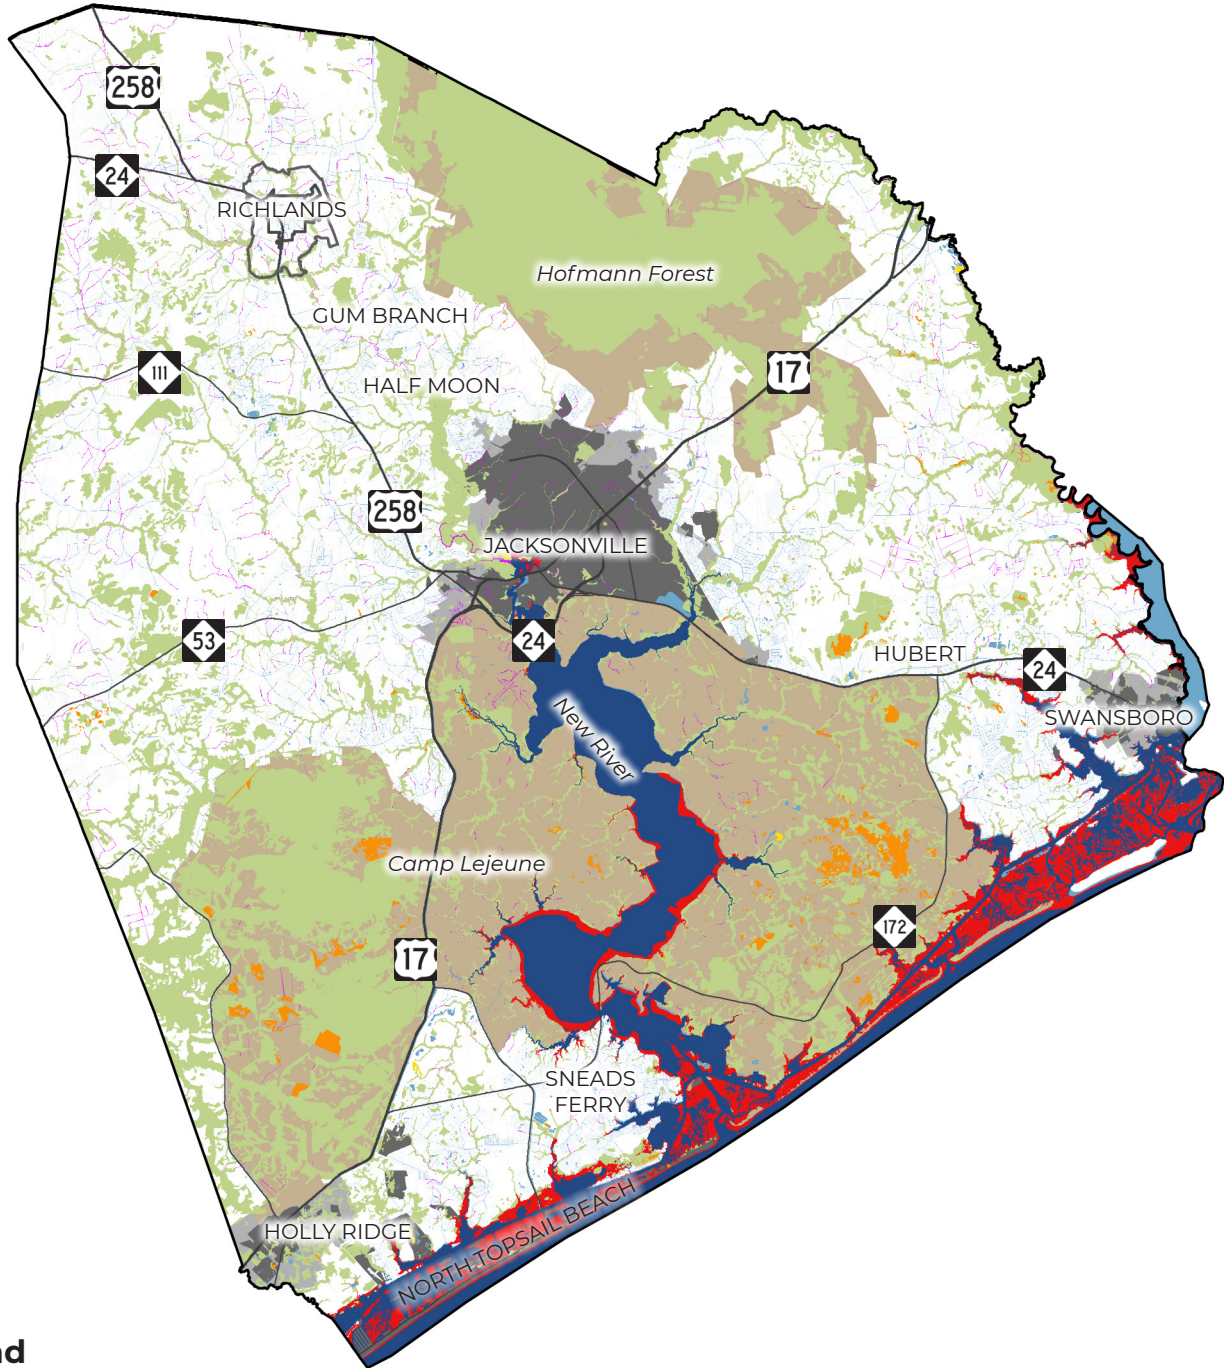 258
24
RICHLANDS
Hofmann Forest
GUM BRANCH
17
111
HALF MOON
258
JACKSONVILLE
53
24
HUBERT
24
SWANSBORO
New River
Camp Lejeune
172
17
SNEADS
FERRY
HOLLY RIDGE
NORTH TOPSAIL BEACH